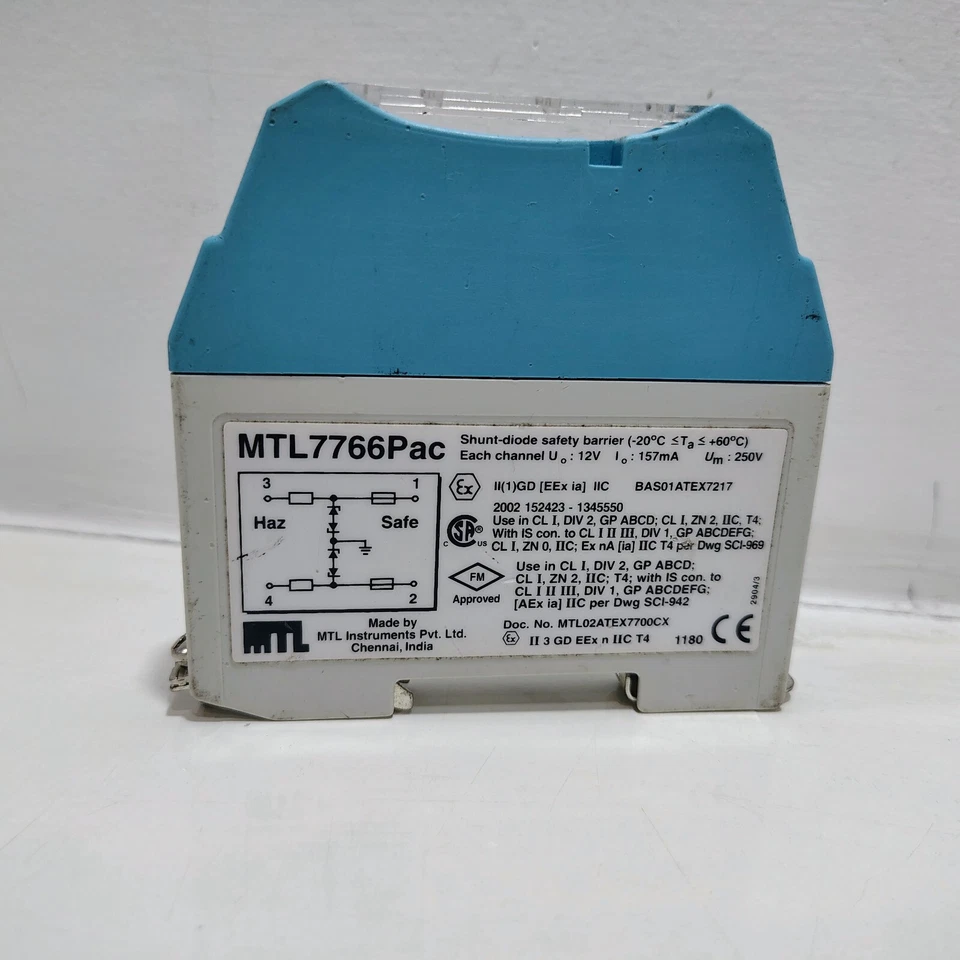 MTL7766Pac
Shunt-diode safety barrier (-20°C ≤Ta≤ +60°C)
Each channel Uo : 12V Io : 157mA Um : 250V
3 1
Haz Safe
4 2
Ex II(1)GD [EEx ia] IIC BAS01ATEX7217
2002 152423 - 1345550
C SA ® US
Use in CL I, DIV 2, GP ABCD; CL I, ZN 2, IIC, T4;
With IS con. to CL I II III, DIV 1, GP ABCDEFG;
CL I, ZN 0, IIC; Ex nA [ia] IIC T4 per Dwg SCI-969
FM
Approved
Use in CL I, DIV 2, GP ABCD;
CL I, ZN 2, IIC; T4; with IS con. to
CL I II III, DIV 1, GP ABCDEFG;
[AEx ia] IIC per Dwg SCI-942
2904/3
MTL
Made by
MTL Instruments Pvt. Ltd.
Chennai, India
Doc. No. MTL02ATEX7700CX
Ex II 3 GD EEx n IIC T4 1180 CE